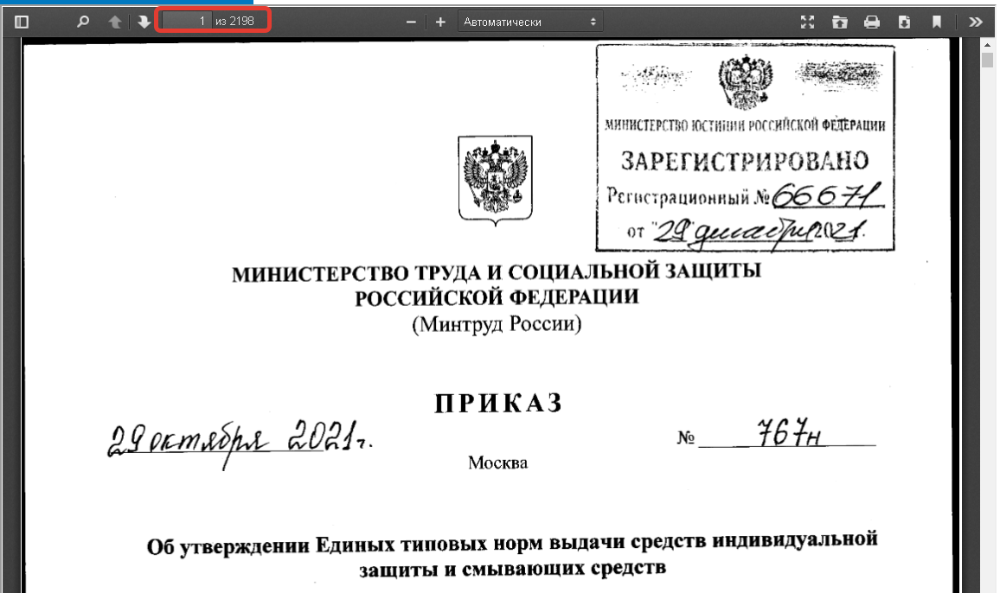 1 из 2198
Автоматически
МИНИСТЕРСТВО ЮСТИЦИИ РОССИЙСКОЙ ФЕДЕРАЦИИ
ЗАРЕГИСТРИРОВАНО
Регистрационный № 66671
от "29" декабря 2021.
МИНИСТЕРСТВО ТРУДА И СОЦИАЛЬНОЙ ЗАЩИТЫ
РОССИЙСКОЙ ФЕДЕРАЦИИ
(Минтруд России)
ПРИКАЗ
29 октября 2021г.
№ 767н
Москва
Об утверждении Единых типовых норм выдачи средств индивидуальной
защиты и смывающих средств